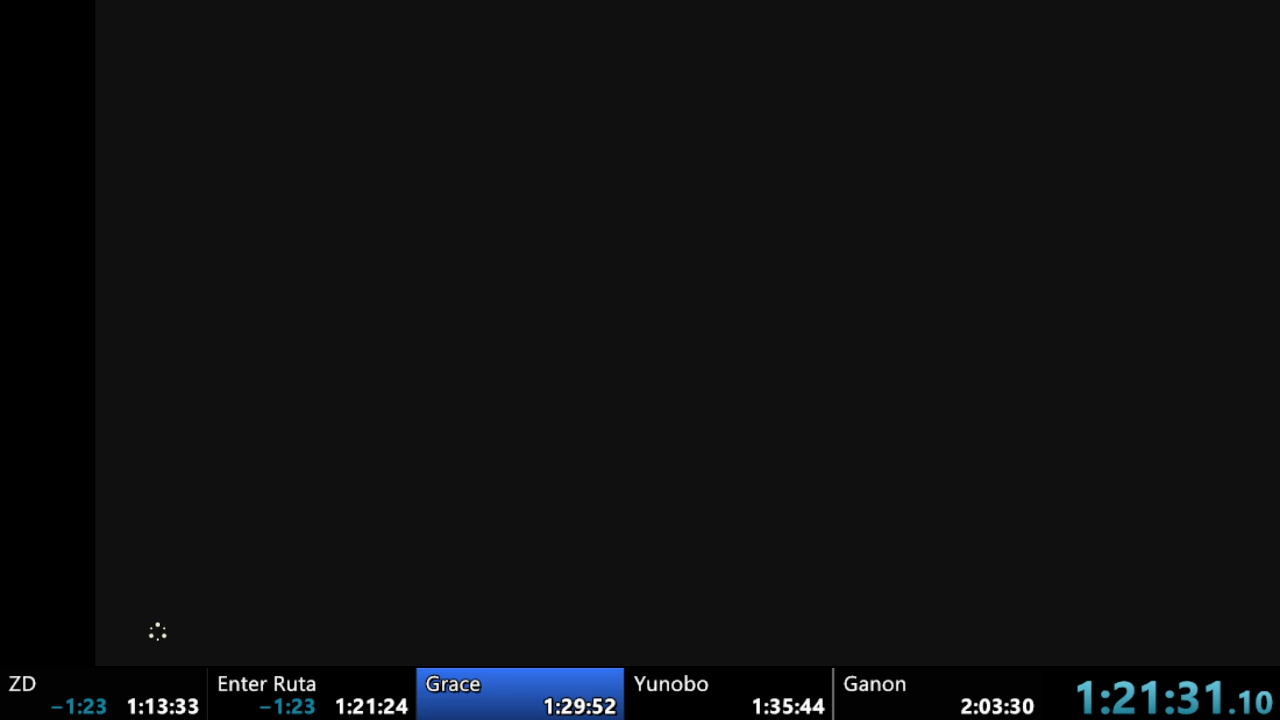 ZD
−1:23 1:13:33
Enter Ruta
−1:23 1:21:24
Grace
1:29:52
Yunobo
1:35:44
Ganon
2:03:30
1:21:31.10